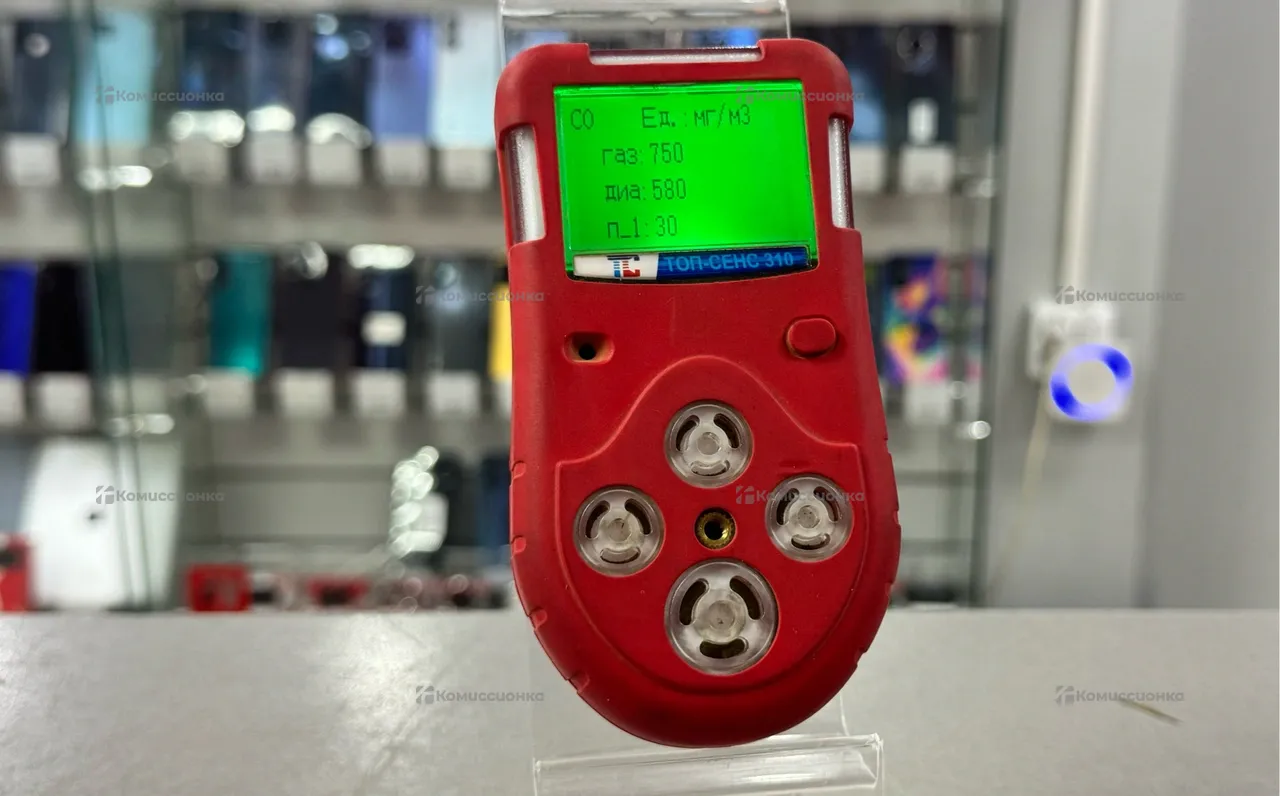 CO Ед.: мг/м3
газ: 750
диа: 580
п_1: 30
ТОП-СЕНС 310
Комиссионка
Комиссионка
Комиссионка
Комиссионка
Комиссионка
Комиссионка
Комиссионка
Комиссионка